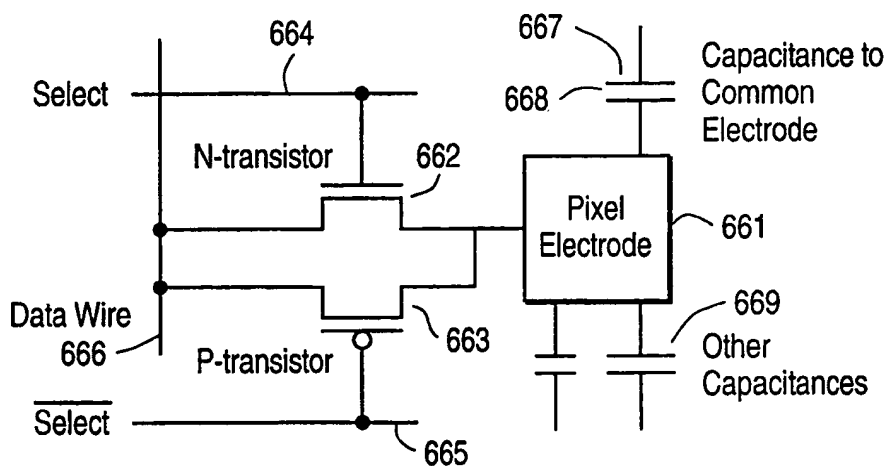 664
667
Capacitance to
Common
Electrode
668
Select
N-transistor
662
Pixel
Electrode
661
Data Wire
666
P-transistor
663
669
Other
Capacitances
S̅e̅l̅e̅c̅t̅
665